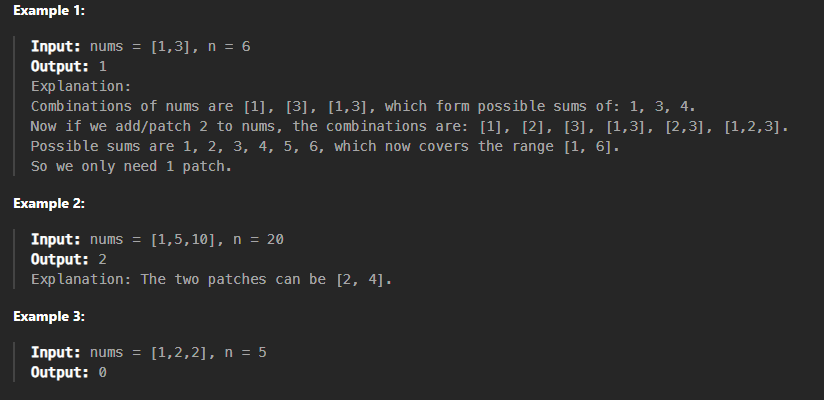 Example 1:
Input: nums = [1,3], n = 6
Output: 1
Explanation:
Combinations of nums are [1], [3], [1,3], which form possible sums of: 1, 3, 4.
Now if we add/patch 2 to nums, the combinations are: [1], [2], [3], [1,3], [2,3], [1,2,3].
Possible sums are 1, 2, 3, 4, 5, 6, which now covers the range [1, 6].
So we only need 1 patch.
Example 2:
Input: nums = [1,5,10], n = 20
Output: 2
Explanation: The two patches can be [2, 4].
Example 3:
Input: nums = [1,2,2], n = 5
Output: 0